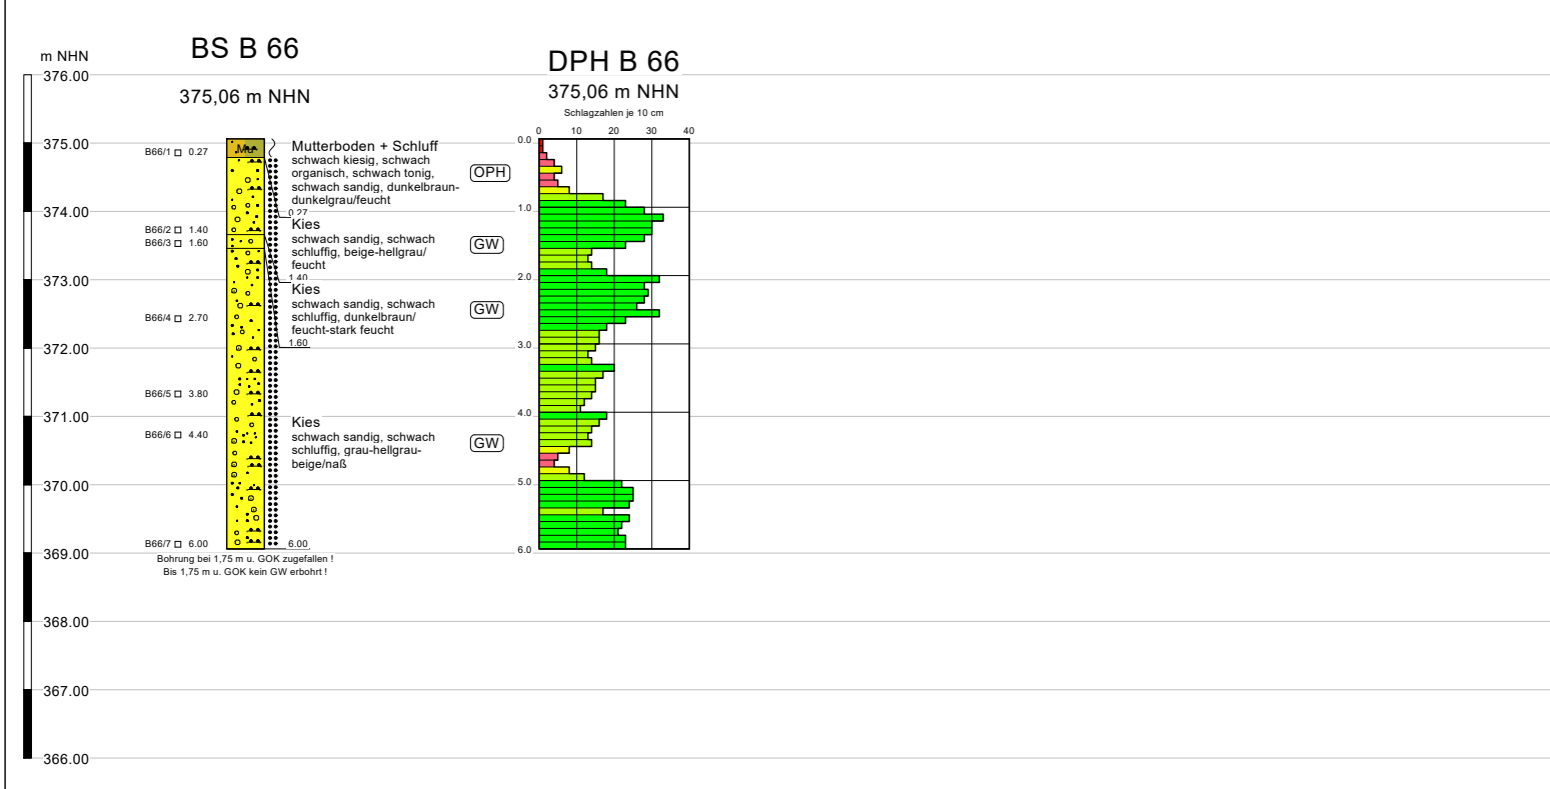 BS B 66
m NHN
376.00
375,06 m NHN
375.00
374.00
373.00
372.00
371.00
370.00
369.00
368.00
367.00
366.00
B66/1 0.27
B66/2 1.40
B66/3 1.60
B66/4 2.70
B66/5 3.80
B66/6 4.40
B66/7 6.00
Mu
Mutterboden + Schluff
schwach kiesig, schwach
organisch, schwach tonig,
schwach sandig, dunkelbraun-
dunkelgrau/feucht
OPH
0.27
Kies
schwach sandig, schwach
schluffig, beige-hellgrau/
feucht
GW
1.40
Kies
schwach sandig, schwach
schluffig, dunkelbraun/
feucht-stark feucht
GW
1.60
Kies
schwach sandig, schwach
schluffig, grau-hellgrau-
beige/naß
GW
6.00
Bohrung bei 1,75 m u. GOK zugefallen !
Bis 1,75 m u. GOK kein GW erbohrt !
DPH B 66
375,06 m NHN
Schlagzahlen je 10 cm
0 10 20 30 40
0.0
1.0
2.0
3.0
4.0
5.0
6.0